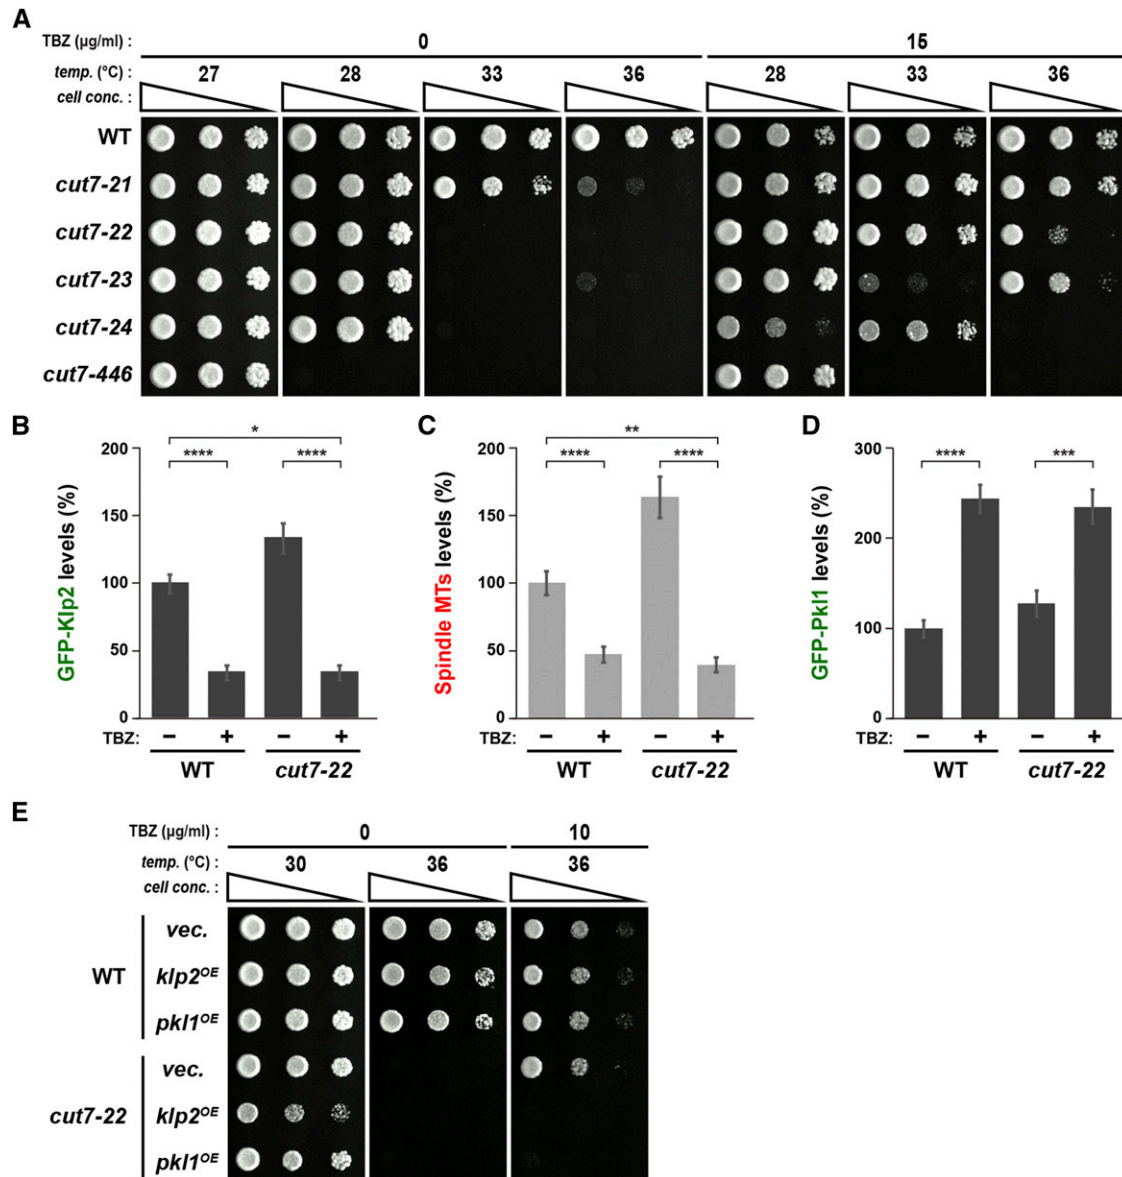 A
TBZ (µg/ml) : 0 15
temp. (°C) : 27 28 33 36 28 33 36
cell conc. :
WT
cut7-21
cut7-22
cut7-23
cut7-24
cut7-446
B
GFP-Klp2 levels (%)
200
150
100
50
0
*
**** ****
TBZ: − + − +
WT cut7-22
C
Spindle MTs levels (%)
200
150
100
50
0
**
**** ****
TBZ: − + − +
WT cut7-22
D
GFP-Pkl1 levels (%)
300
200
100
0
**** ***
TBZ: − + − +
WT cut7-22
E
TBZ (µg/ml) : 0 10
temp. (°C) : 30 36 36
cell conc. :
WT
vec.
klp2OE
pkl1OE
cut7-22
vec.
klp2OE
pkl1OE